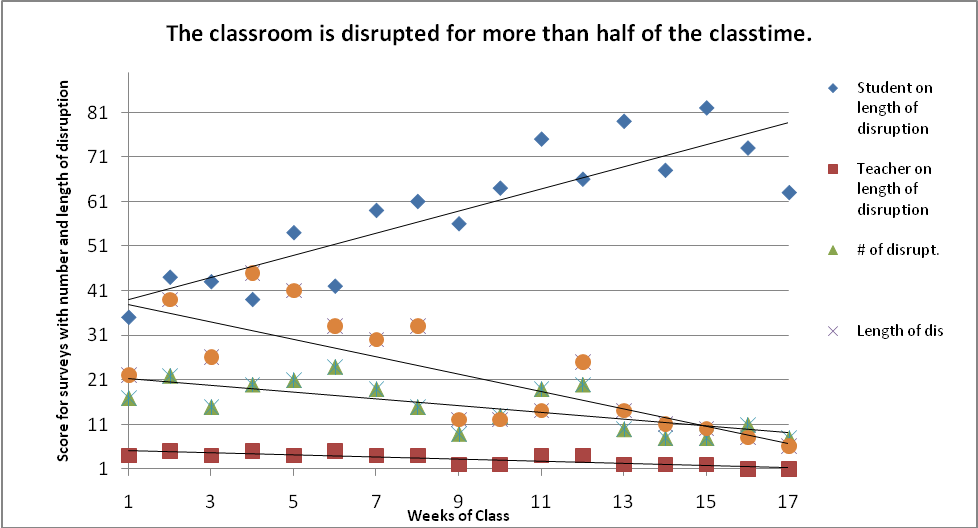 The classroom is disrupted for more than half of the classtime.
Score for surveys with number and length of disruption
81
71
61
51
41
31
21
11
1
1 3 5 7 9 11 13 15 17
Weeks of Class
Student on
length of
disruption
Teacher on
length of
disruption
# of disrupt.
Length of dis